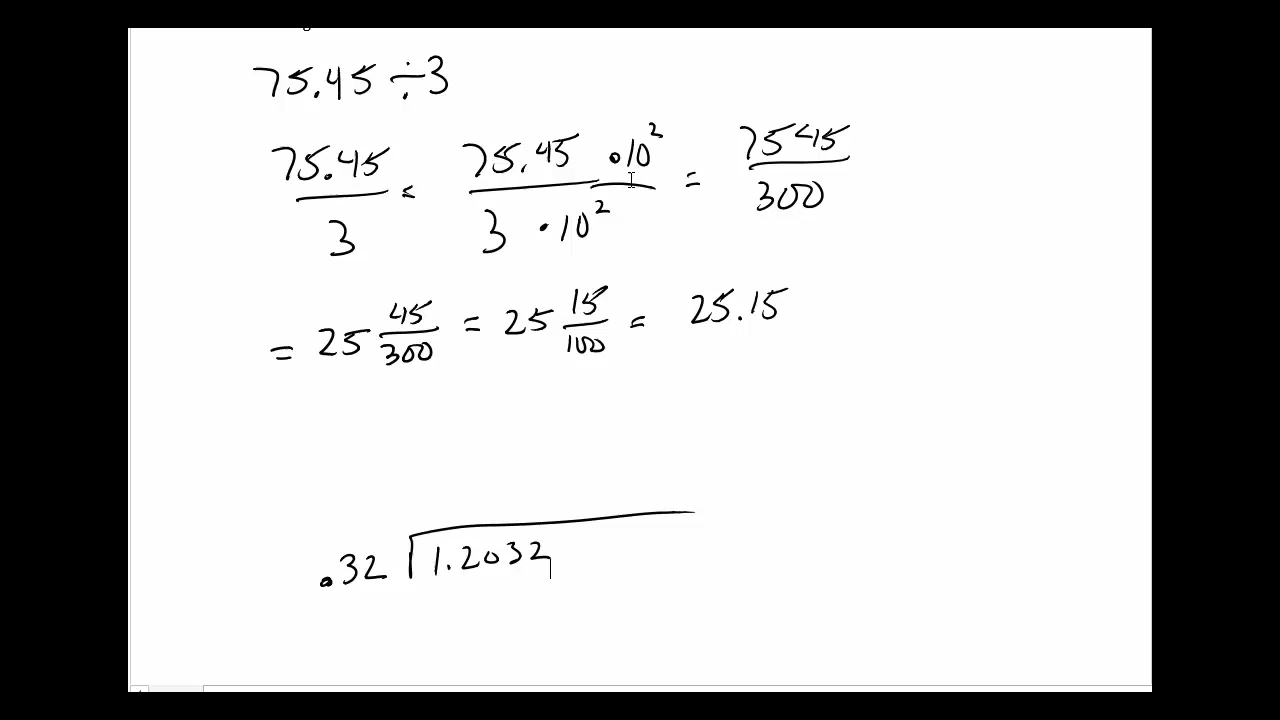 75.45 ÷ 3
75.45/3 = 75.45 · 10²/3 · 10² = 7545/300
= 25 45/300 = 25 15/100 = 25.15
.32 1.2032